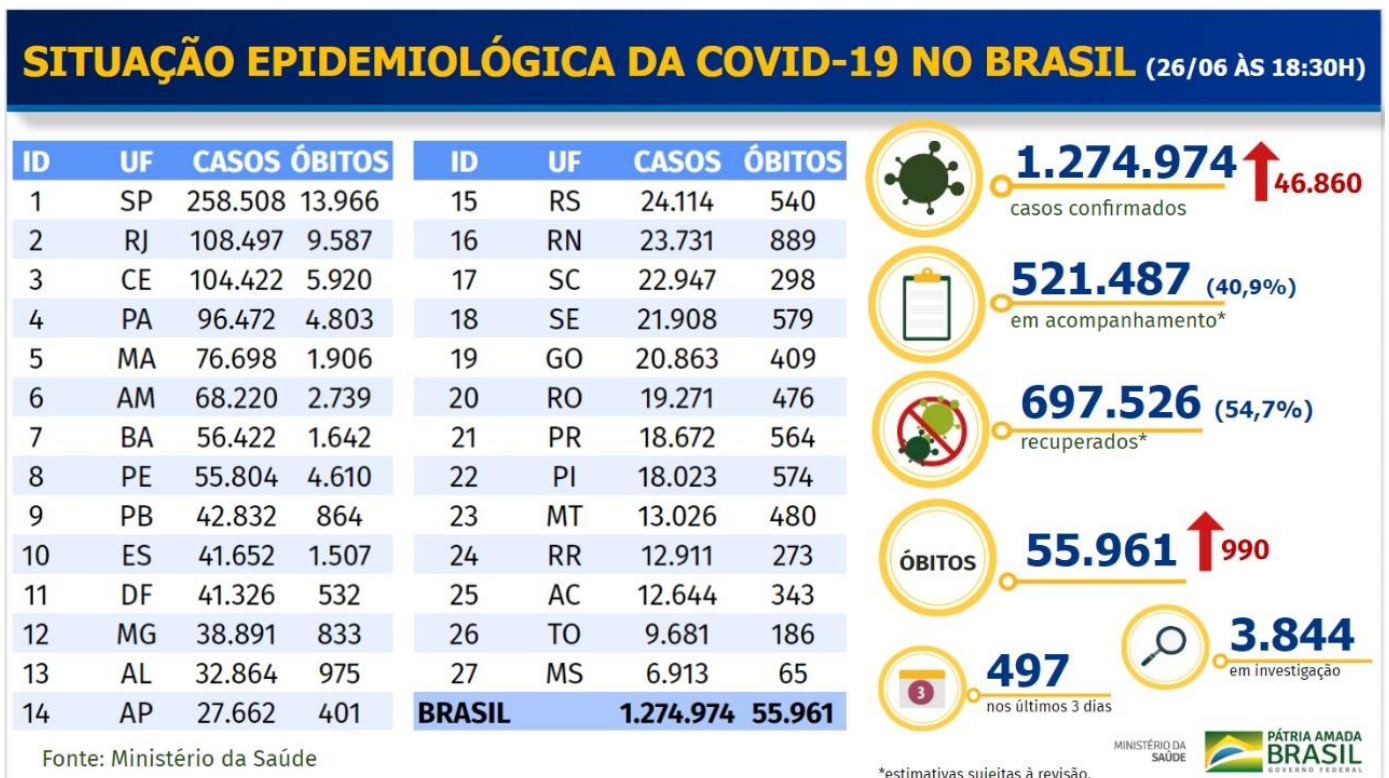 SITUAÇÃO EPIDEMIOLÓGICA DA COVID-19 NO BRASIL (26/06 ÀS 18:30H)
ID UF CASOS ÓBITOS
1 SP 258.508 13.966
2 RJ 108.497 9.587
3 CE 104.422 5.920
4 PA 96.472 4.803
5 MA 76.698 1.906
6 AM 68.220 2.739
7 BA 56.422 1.642
8 PE 55.804 4.610
9 PB 42.832 864
10 ES 41.652 1.507
11 DF 41.326 532
12 MG 38.891 833
13 AL 32.864 975
14 AP 27.662 401
Fonte: Ministério da Saúde
ID UF CASOS ÓBITOS
15 RS 24.114 540
16 RN 23.731 889
17 SC 22.947 298
18 SE 21.908 579
19 GO 20.863 409
20 RO 19.271 476
21 PR 18.672 564
22 PI 18.023 574
23 MT 13.026 480
24 RR 12.911 273
25 AC 12.644 343
26 TO 9.681 186
27 MS 6.913 65
BRASIL 1.274.974 55.961
1.274.974 46.860
casos confirmados
521.487 (40,9%)
em acompanhamento*
697.526 (54,7%)
recuperados*
ÓBITOS 55.961 990
3 497
nos últimos 3 dias
3.844
em investigação
*estimativas sujeitas à revisão.
MINISTÉRIO DA
SAÚDE
PÁTRIA AMADA
BRASIL
GOVERNO FEDERAL